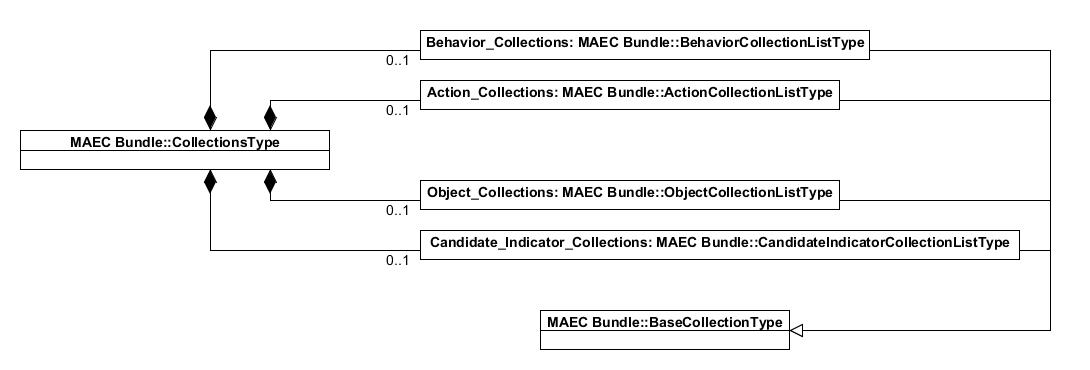 Behavior_Collections: MAEC Bundle::BehaviorCollectionListType
0..1
Action_Collections: MAEC Bundle::ActionCollectionListType
0..1
MAEC Bundle::CollectionsType
Object_Collections: MAEC Bundle::ObjectCollectionListType
0..1
Candidate_Indicator_Collections: MAEC Bundle::CandidateIndicatorCollectionListType
0..1
MAEC Bundle::BaseCollectionType